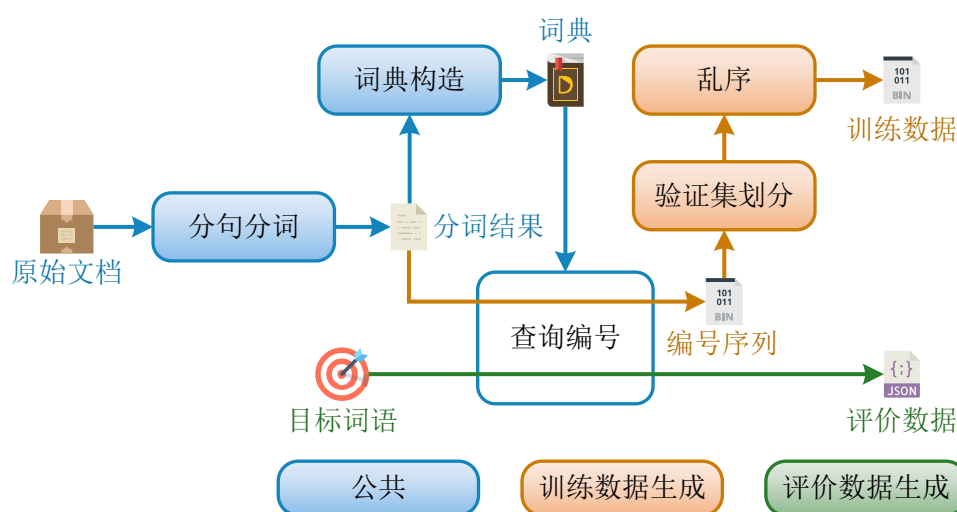 词典
词典构造
乱序
101
011
BIN
训练数据
验证集划分
分句分词
分词结果
原始文档
101
011
BIN
查询编号
编号序列
{;}
JSON
目标词语
评价数据
公共
训练数据生成
评价数据生成
D